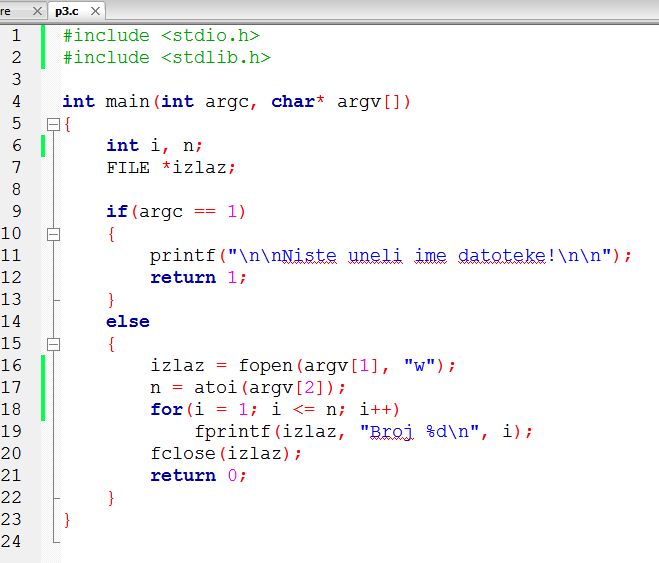 re
p3.c
1 #include <stdio.h>
2 #include <stdlib.h>
3
4 int main(int argc, char* argv[])
5 {
6 int i, n;
7 FILE *izlaz;
8
9 if(argc == 1)
10 {
11 printf("\n\nNiste uneli ime datoteke!\n\n");
12 return 1;
13 }
14 else
15 {
16 izlaz = fopen(argv[1], "w");
17 n = atoi(argv[2]);
18 for(i = 1; i <= n; i++)
19 fprintf(izlaz, "Broj %d\n", i);
20 fclose(izlaz);
21 return 0;
22 }
23 }
24